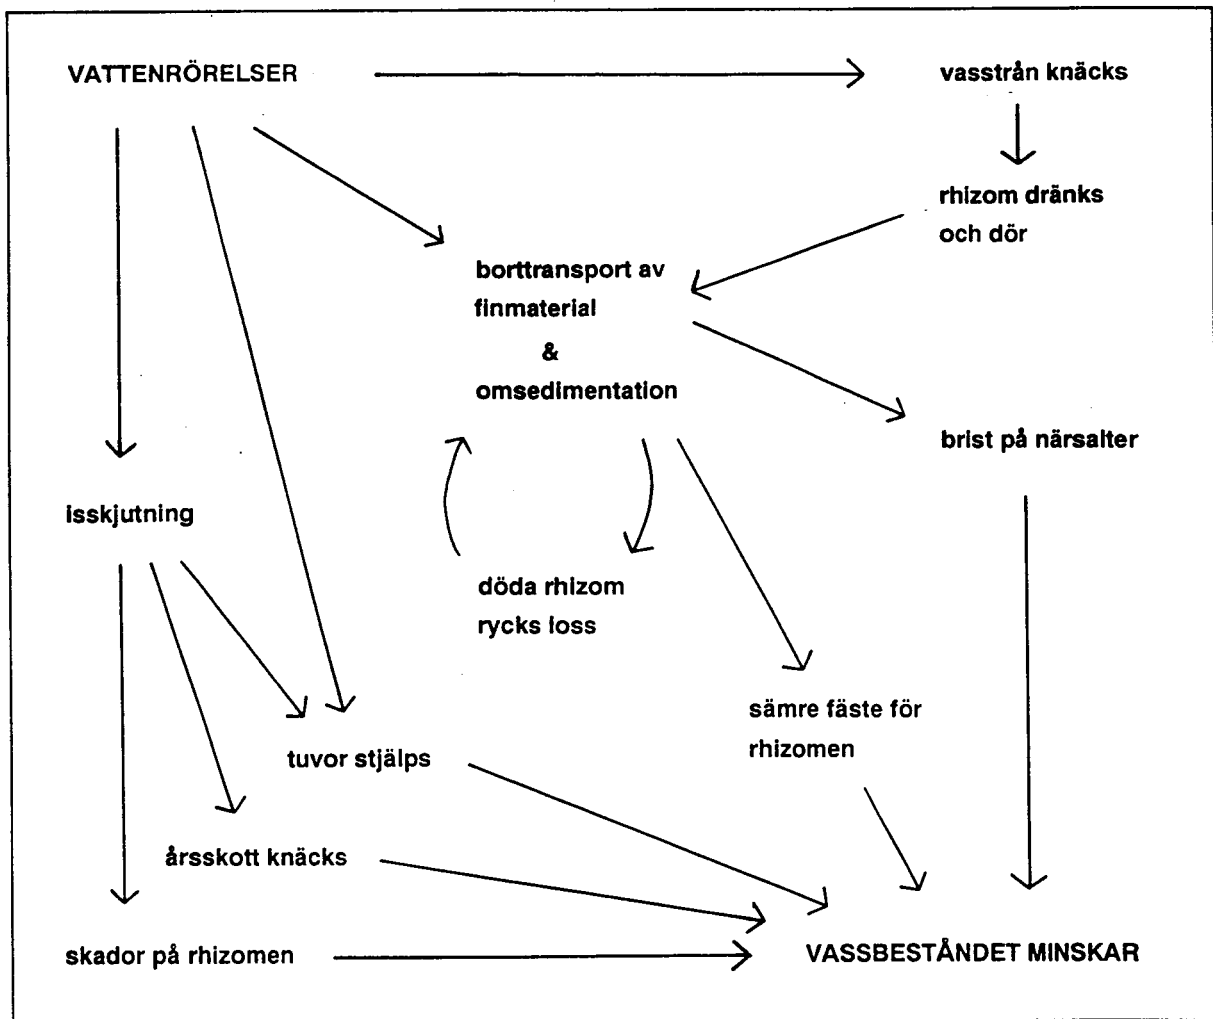 VATTENRÖRELSER
vasstrån knäcks
rhizom dränks
och dör
borttransport av
finmaterial
&
omsedimentation
brist på närsalter
isskjutning
döda rhizom
rycks loss
sämre fäste för
rhizomen
tuvor stjälps
årsskott knäcks
skador på rhizomen
VASSBESTÅNDET MINSKAR